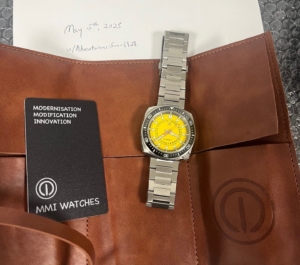 May 5th, 2025
MODERNISATION
MODIFICATION
INNOVATION
MMI WATCHES